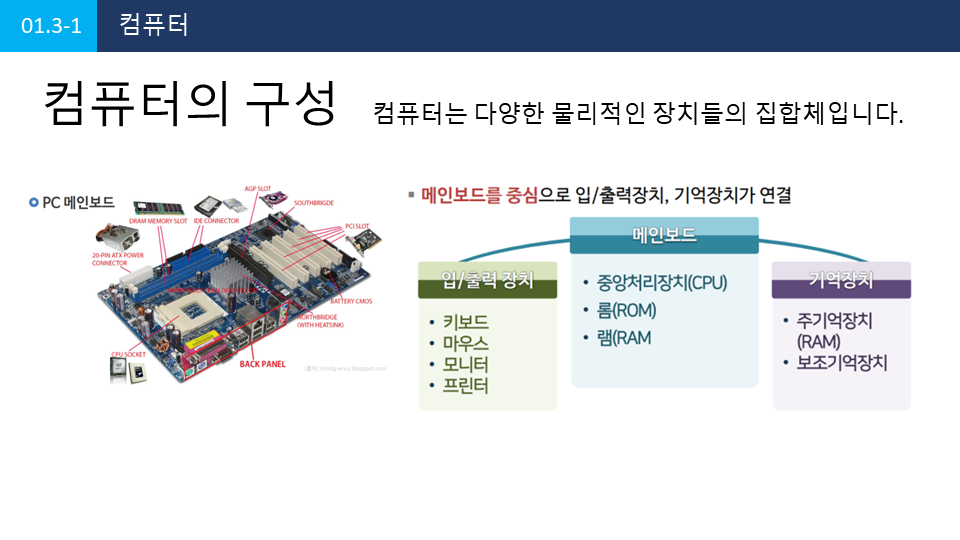 01.3-1 컴퓨터
컴퓨터의 구성 컴퓨터는 다양한 물리적인 장치들의 집합체입니다.
PC 메인보드
AGP SLOT
SOUTHBRIGDE
DRAM MEMORY SLOT
IDE CONNECTOR
PCI SLOT
20-PIN ATX POWER
CONNECTOR
BATTERY CMOS
NORTHBRIDGE
(WITH HEATSINK)
CPU SOCKET
BACK PANEL
▪ 메인보드를 중심으로 입/출력장치, 기억장치가 연결
메인보드
• 중앙처리장치(CPU)
• 롬(ROM)
• 램(RAM
입/출력 장치
• 키보드
• 마우스
• 모니터
• 프린터
기억장치
• 주기억장치
(RAM)
• 보조기억장치